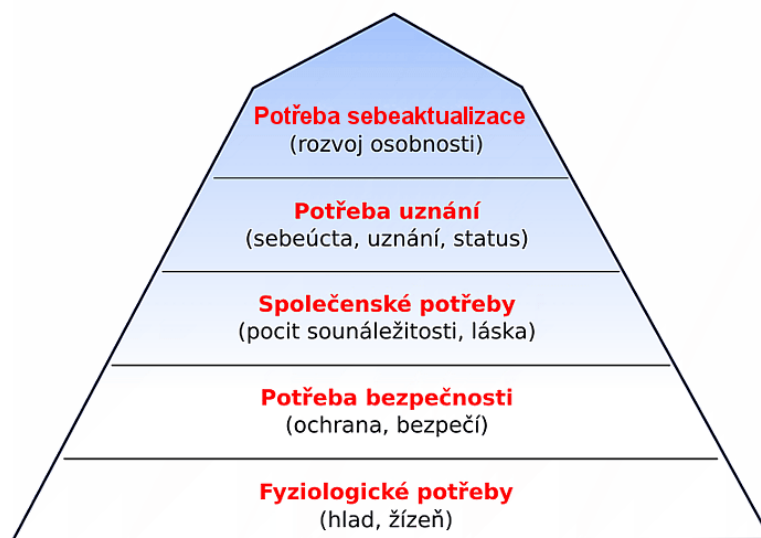 Potřeba sebeaktualizace
(rozvoj osobnosti)
Potřeba uznání
(sebeúcta, uznání, status)
Společenské potřeby
(pocit sounáležitosti, láska)
Potřeba bezpečnosti
(ochrana, bezpečí)
Fyziologické potřeby
(hlad, žízeň)